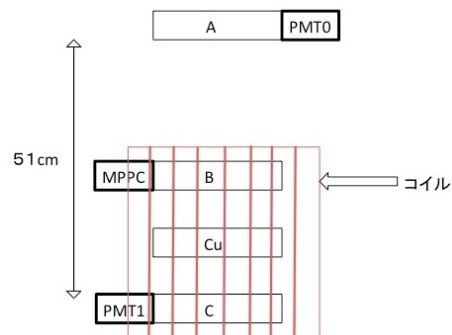 A PMT0
51cm
MPPC B
コイル
Cu
PMT1 C